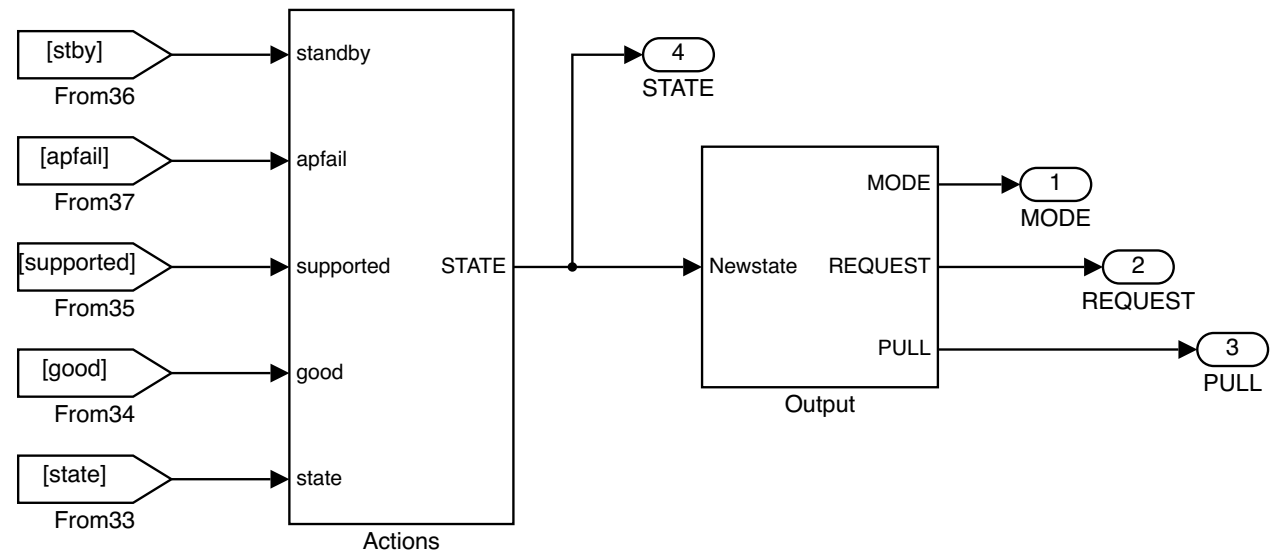 [stby]
From36
[apfail]
From37
[supported]
From35
[good]
From34
[state]
From33
standby
apfail
supported
good
state
STATE
Actions
4
STATE
Newstate
MODE
REQUEST
PULL
Output
1
MODE
2
REQUEST
3
PULL